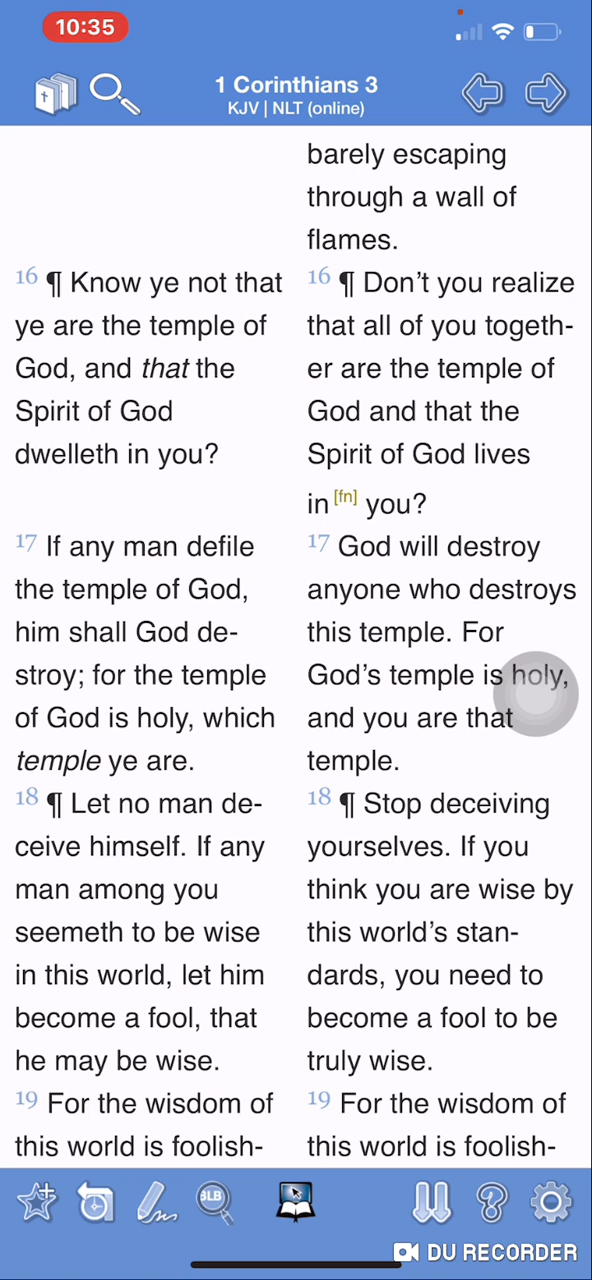 10:35
1 Corinthians 3
KJV | NLT (online)
barely escaping
through a wall of
flames.
16 ¶ Know ye not that
ye are the temple of
God, and that the
Spirit of God
dwelleth in you?
17 If any man defile
the temple of God,
him shall God de-
stroy; for the temple
of God is holy, which
temple ye are.
18 ¶ Let no man de-
ceive himself. If any
man among you
seemeth to be wise
in this world, let him
become a fool, that
he may be wise.
19 For the wisdom of
this world is foolish-
16 ¶ Don't you realize
that all of you togeth-
er are the temple of
God and that the
Spirit of God lives
in [fn] you?
17 God will destroy
anyone who destroys
this temple. For
God's temple is holy,
and you are that
temple.
18 ¶ Stop deceiving
yourselves. If you
think you are wise by
this world's stan-
dards, you need to
become a fool to be
truly wise.
19 For the wisdom of
this world is foolish-
BLB
DU RECORDER